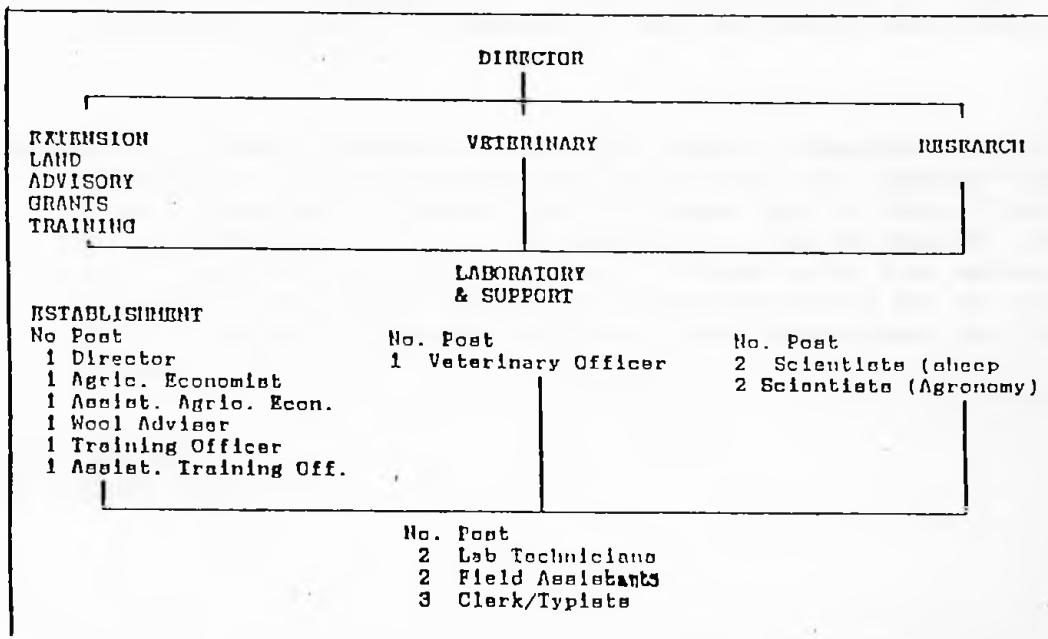 DIRECTOR
EXTENSION
LAND
ADVISORY
GRANTS
TRAINING
VETERINARY
RESEARCH
LABORATORY
& SUPPORT
ESTABLISHMENT
No Post
1 Director
1 Agric. Economist
1 Assist. Agric. Econ.
1 Wool Advisor
1 Training Officer
1 Assist. Training Off.
No. Post
1 Veterinary Officer
No. Post
2 Scientists (sheep
2 Scientists (Agronomy)
No. Post
2 Lab Technicians
2 Field Assistants
3 Clerk/Typists